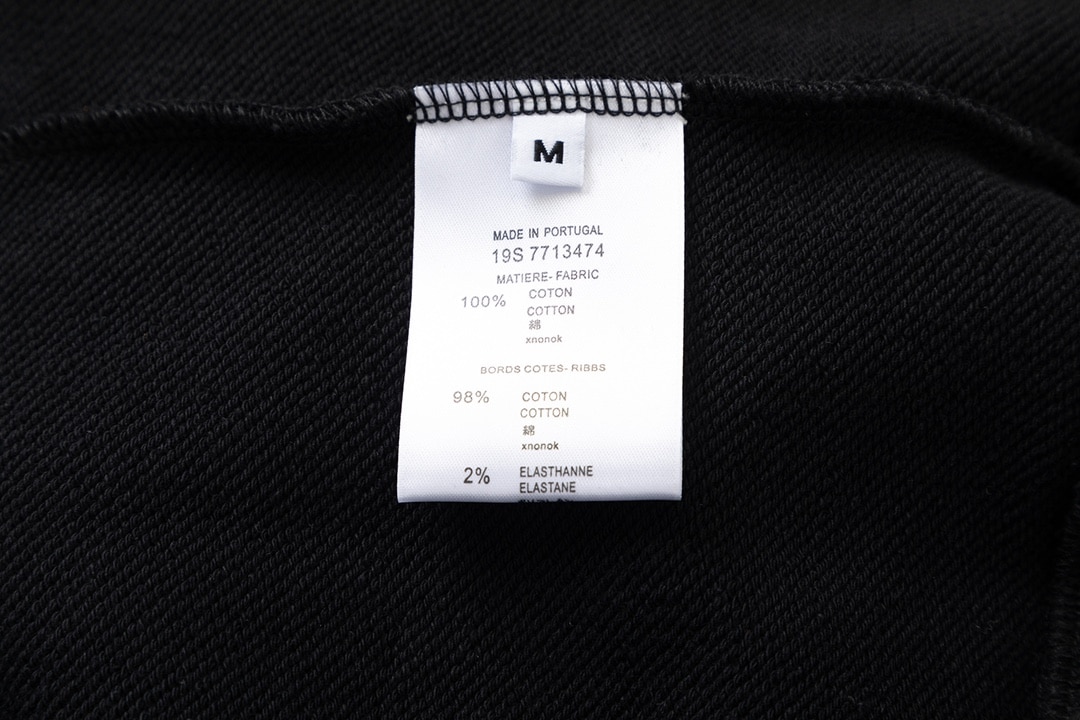 M
MADE IN PORTUGAL
19S 7713474
MATIERE- FABRIC
100% COTON
COTTON
綿
xnonok
BORDS COTES- RIBBS
98% COTON
COTTON
綿
xnonok
2% ELASTHANNE
ELASTANE